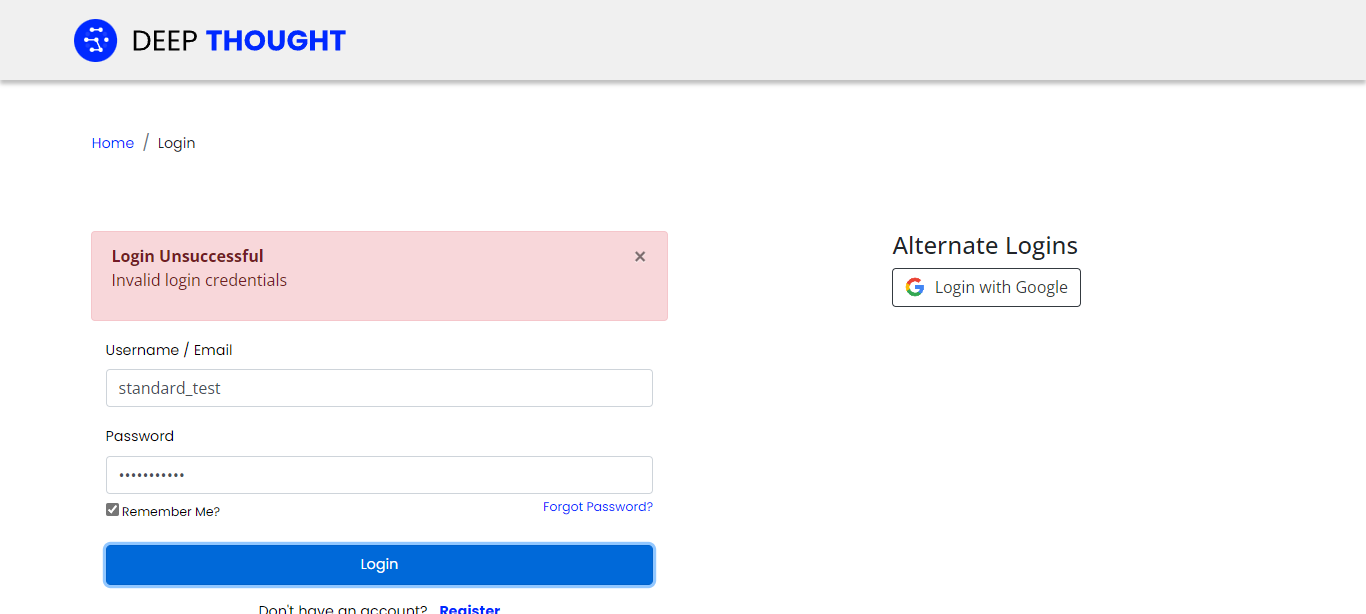 DEEP THOUGHT
Home / Login
Login Unsuccessful ×
Invalid login credentials
Username / Email
standard_test
Password
•••••••••••
Remember Me? Forgot Password?
Login
Don't have an account? Register
Alternate Logins
Login with Google